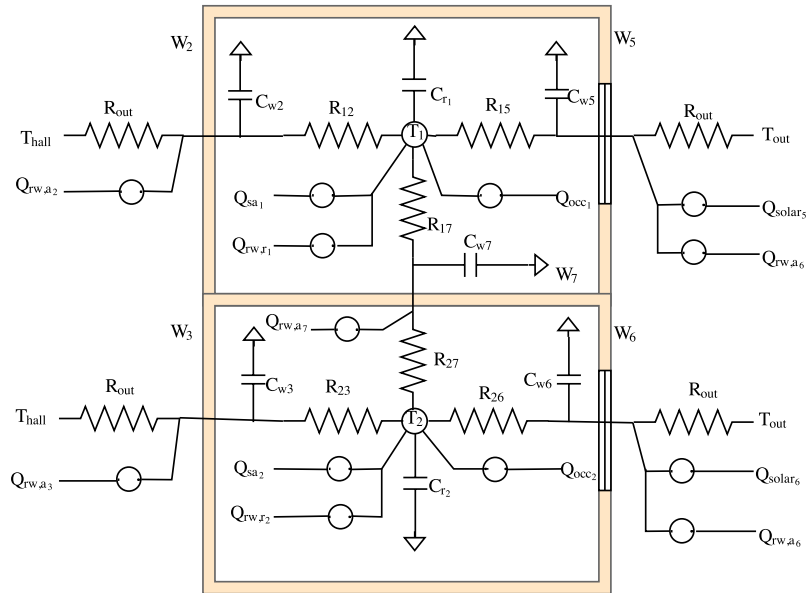 W2
W5
Rout
Cw2
R12
Cr1
R15
Cw5
Rout
Thall
T1
Tout
Qrw,a2
Qsa1
Qocc1
Qsolar5
R17
Qrw,r1
Cw7
Qrw,a6
W7
Qrw,a7
W3
W6
R27
Rout
Cw3
R23
R26
Cw6
Rout
Thall
T2
Tout
Qrw,a3
Qsa2
Cr2
Qocc2
Qsolar6
Qrw,r2
Qrw,a6